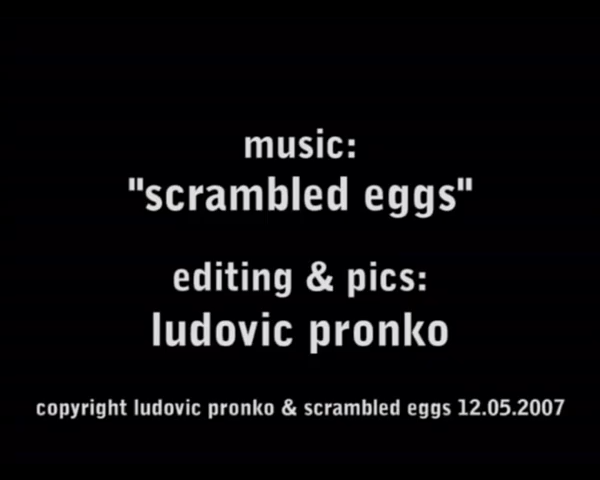 music:
"scrambled eggs"
editing & pics:
ludovic pronko
copyright ludovic pronko & scrambled eggs 12.05.2007